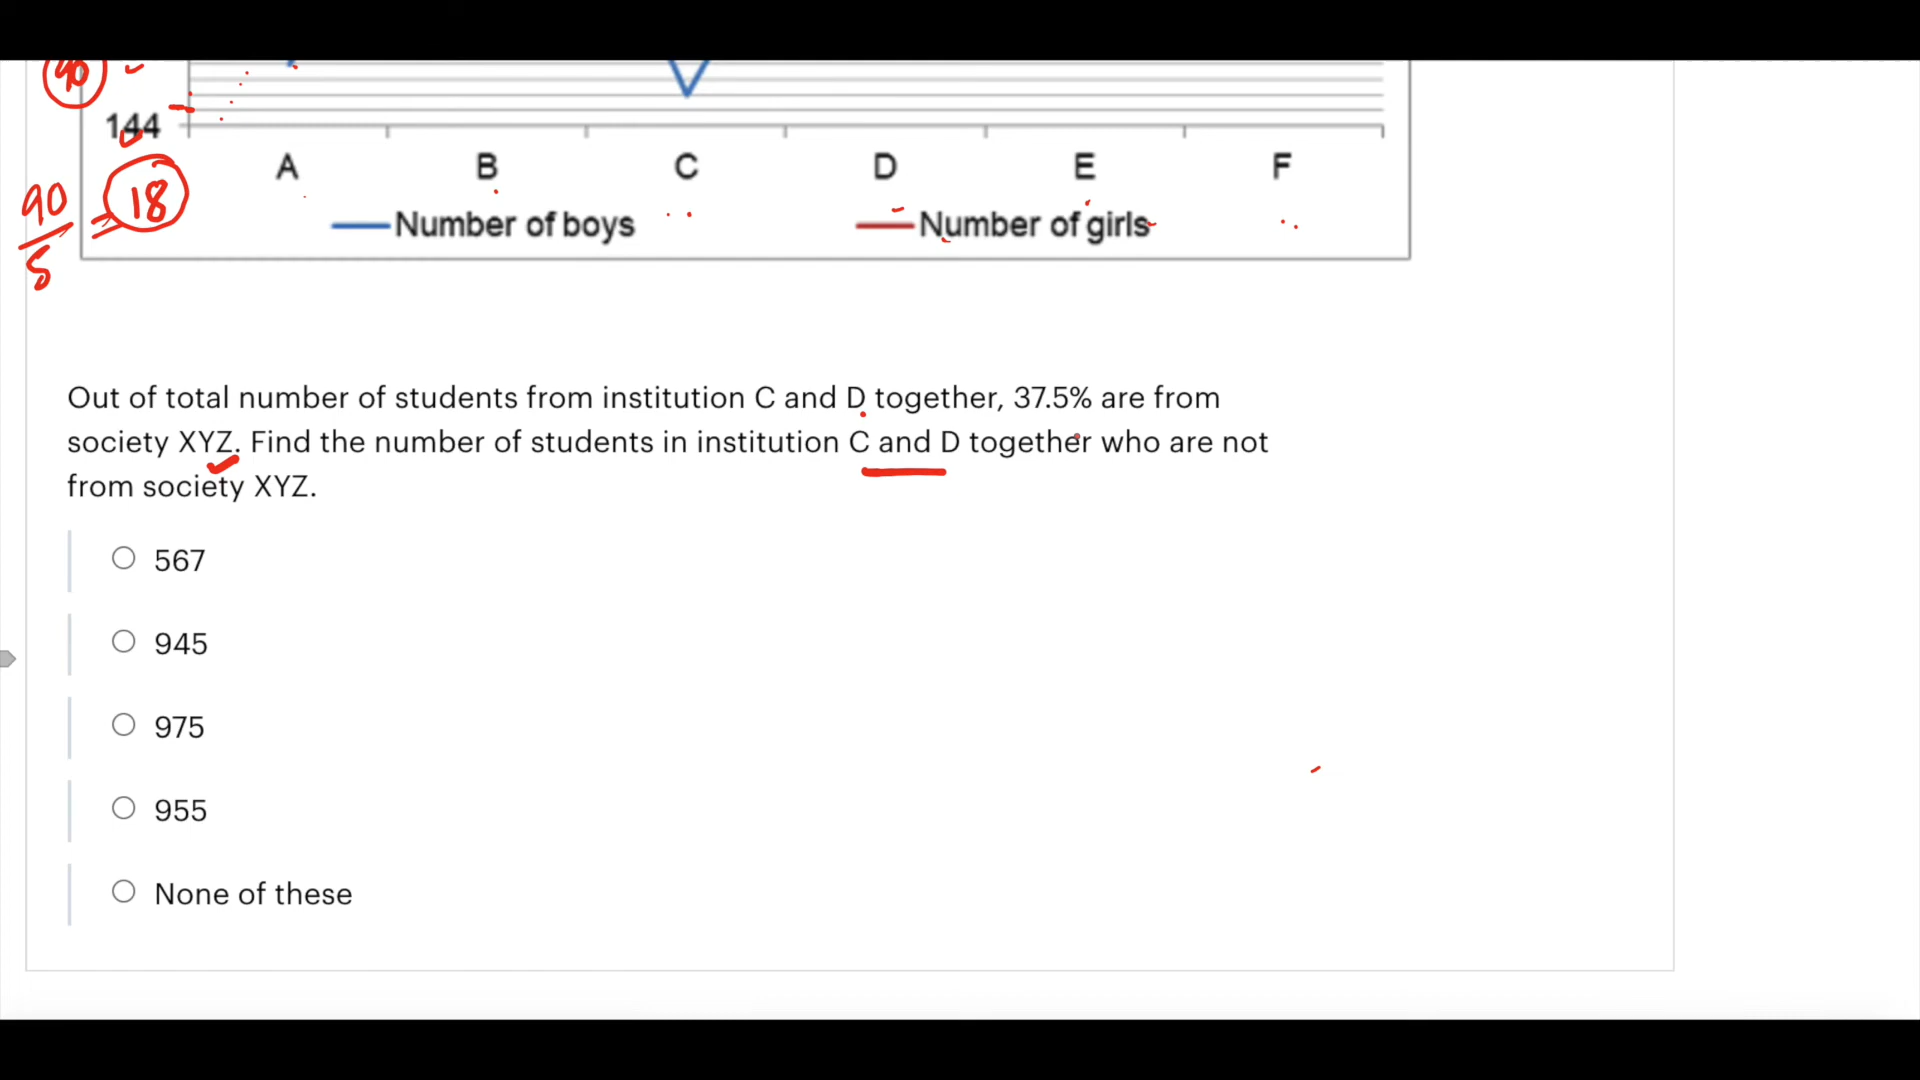 90
144
A B C D E F
90/5 = 18
Number of boys Number of girls
Out of total number of students from institution C and D together, 37.5% are from
society XYZ. Find the number of students in institution C and D together who are not
from society XYZ.
567
945
975
955
None of these